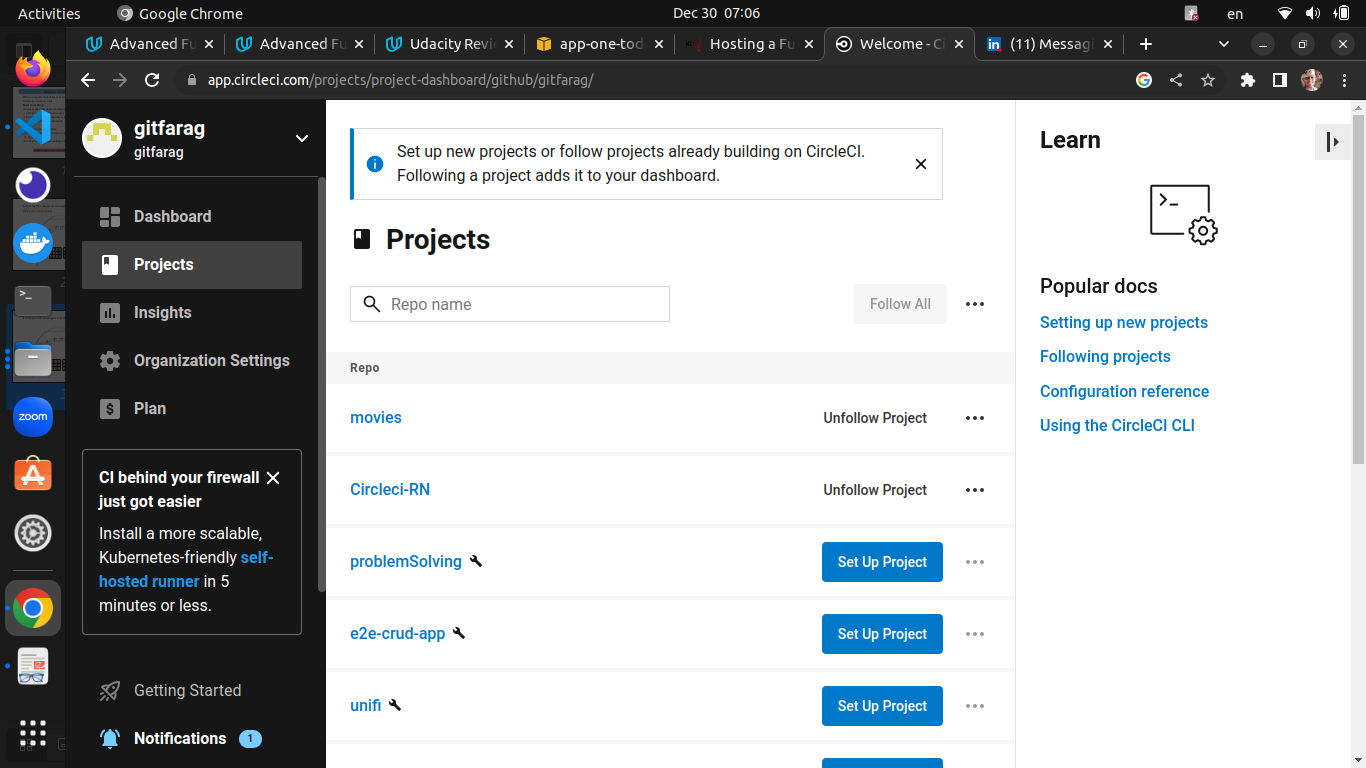 Activities
Google Chrome
Dec 30 07:06
en
Advanced Fu
Advanced Fu
Udacity Revi
app-one-tod
Hosting a Fu
Welcome - Ci
(11) Messagi
app.circleci.com/projects/project-dashboard/github/gitfarag/
gitfarag
gitfarag
Dashboard
Projects
Insights
Organization Settings
Plan
CI behind your firewall
just got easier
Install a more scalable,
Kubernetes-friendly self-
hosted runner in 5
minutes or less.
Getting Started
Notifications 1
zoom
Set up new projects or follow projects already building on CircleCI.
Following a project adds it to your dashboard.
Projects
Repo name
Follow All
Repo
movies
Unfollow Project
Circleci-RN
Unfollow Project
problemSolving
Set Up Project
e2e-crud-app
Set Up Project
unifi
Set Up Project
Learn
Popular docs
Setting up new projects
Following projects
Configuration reference
Using the CircleCI CLI